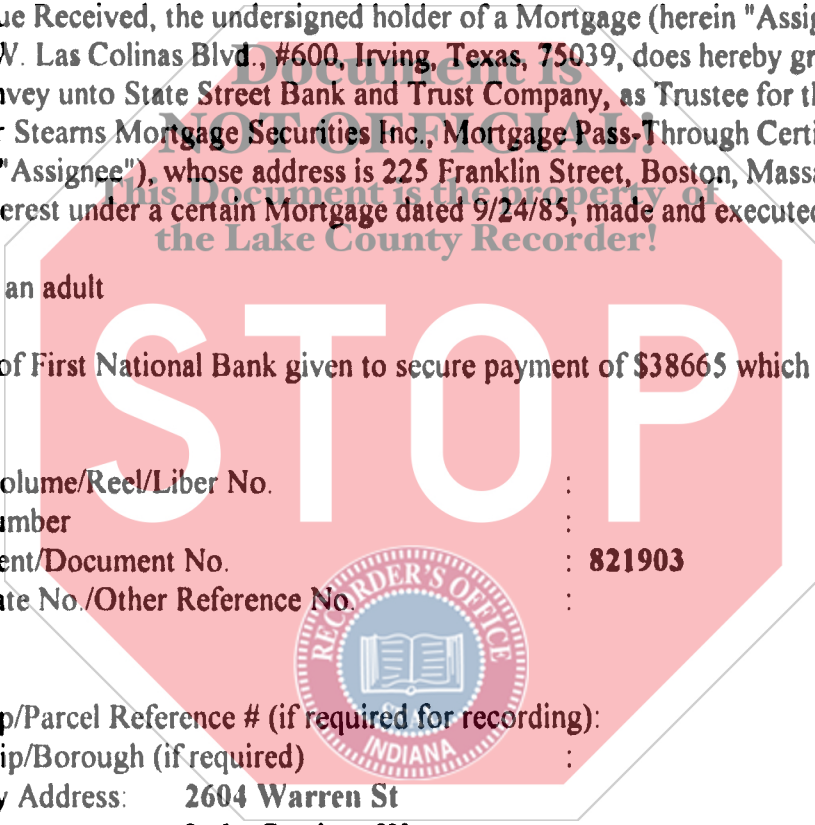 ue Received, the undersigned holder of a Mortgage (herein "Assig
W. Las Colinas Blvd., #600, Irving, Texas, 75039, does hereby gr
Document is
vey unto State Street Bank and Trust Company, as Trustee for th
r Stearns Mortgage Securities Inc., Mortgage Pass-Through Certi
NOT OFFICIAL!
"Assignee"), whose address is 225 Franklin Street, Boston, Massa
This Document is the property of
erest under a certain Mortgage dated 9/24/85, made and executed
the Lake County Recorder!
an adult
STOP
of First National Bank given to secure payment of $38665 which
olume/Reel/Liber No. :
umber :
ent/Document No. : 821903
ate No./Other Reference No. :
RECORDER'S OFFICE
p/Parcel Reference # (if required for recording):
INDIANA
ip/Borough (if required) :
y Address: 2604 Warren St